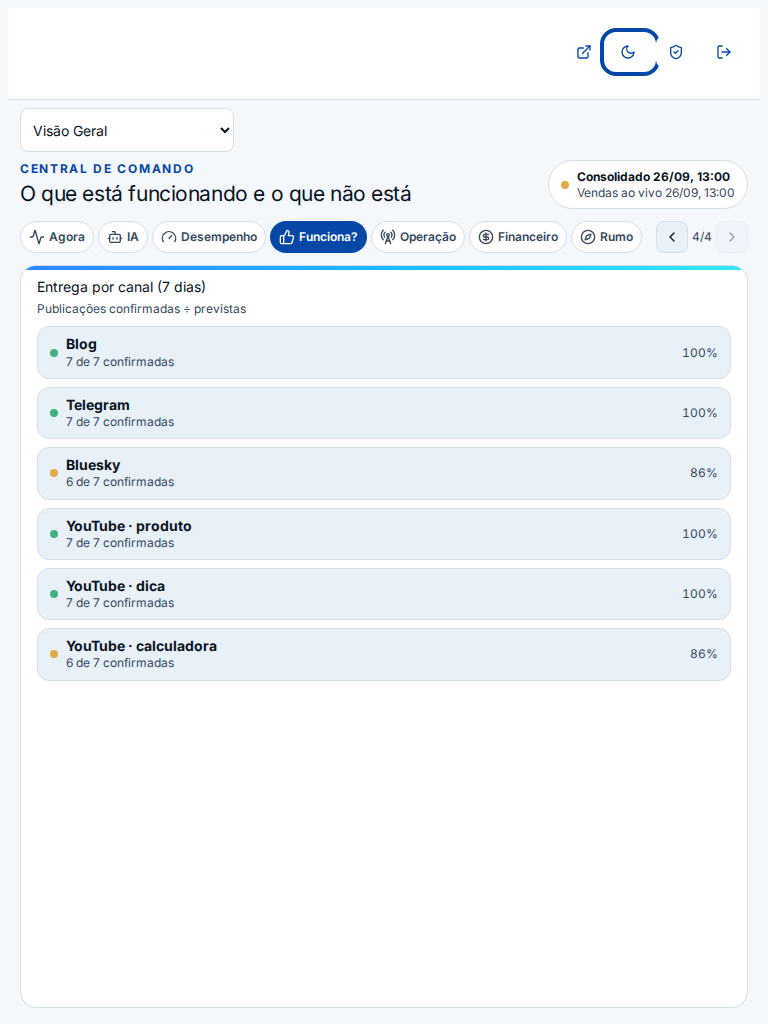 Visão Geral
CENTRAL DE COMANDO
O que está funcionando e o que não está
Consolidado 26/09, 13:00
Vendas ao vivo 26/09, 13:00
Agora
IA
Desempenho
Funciona?
Operação
Financeiro
Rumo
4/4
Entrega por canal (7 dias)
Publicações confirmadas ÷ previstas
Blog
7 de 7 confirmadas
100%
Telegram
7 de 7 confirmadas
100%
Bluesky
6 de 7 confirmadas
86%
YouTube · produto
7 de 7 confirmadas
100%
YouTube · dica
7 de 7 confirmadas
100%
YouTube · calculadora
6 de 7 confirmadas
86%